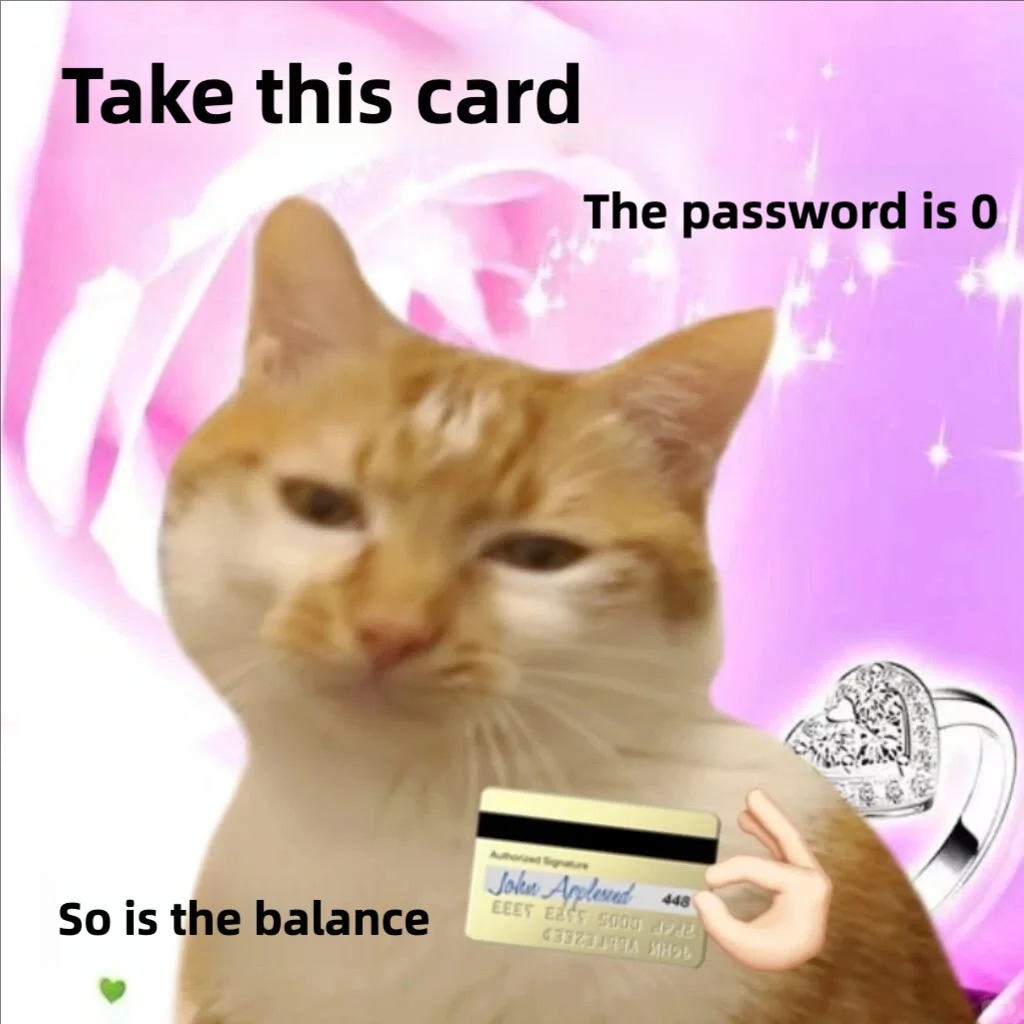 Take this card
The password is 0
Authorized Signature
John Appleseed 448
So is the balance